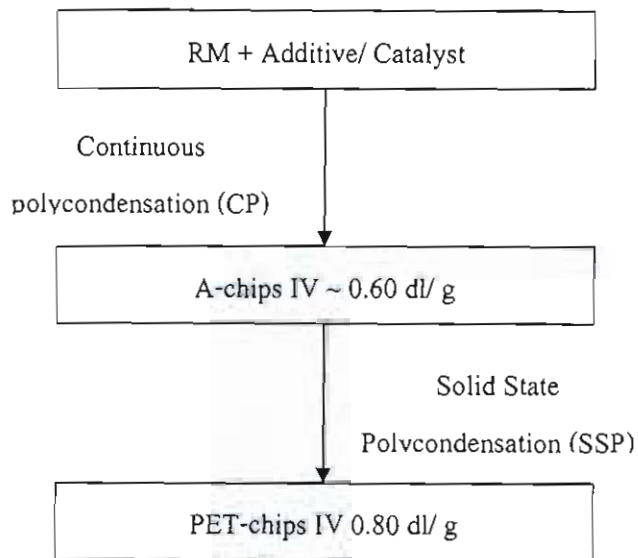 RM + Additive/ Catalyst
Continuous
polycondensation (CP)
A-chips IV ~ 0.60 dl/ g
Solid State
Polycondensation (SSP)
PET-chips IV 0.80 dl/ g